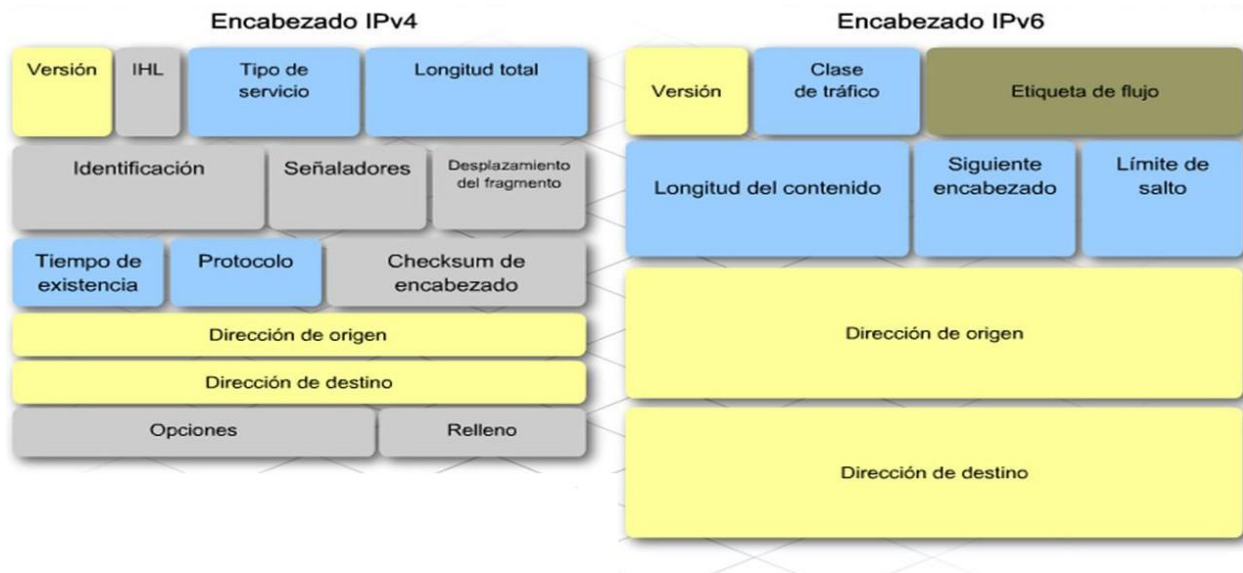 Encabezado IPv4
Versión
IHL
Tipo de
servicio
Longitud total
Identificación
Señaladores
Desplazamiento
del fragmento
Tiempo de
existencia
Protocolo
Checksum de
encabezado
Dirección de origen
Dirección de destino
Opciones
Relleno
Encabezado IPv6
Versión
Clase
de tráfico
Etiqueta de flujo
Longitud del contenido
Siguiente
encabezado
Límite de
salto
Dirección de origen
Dirección de destino